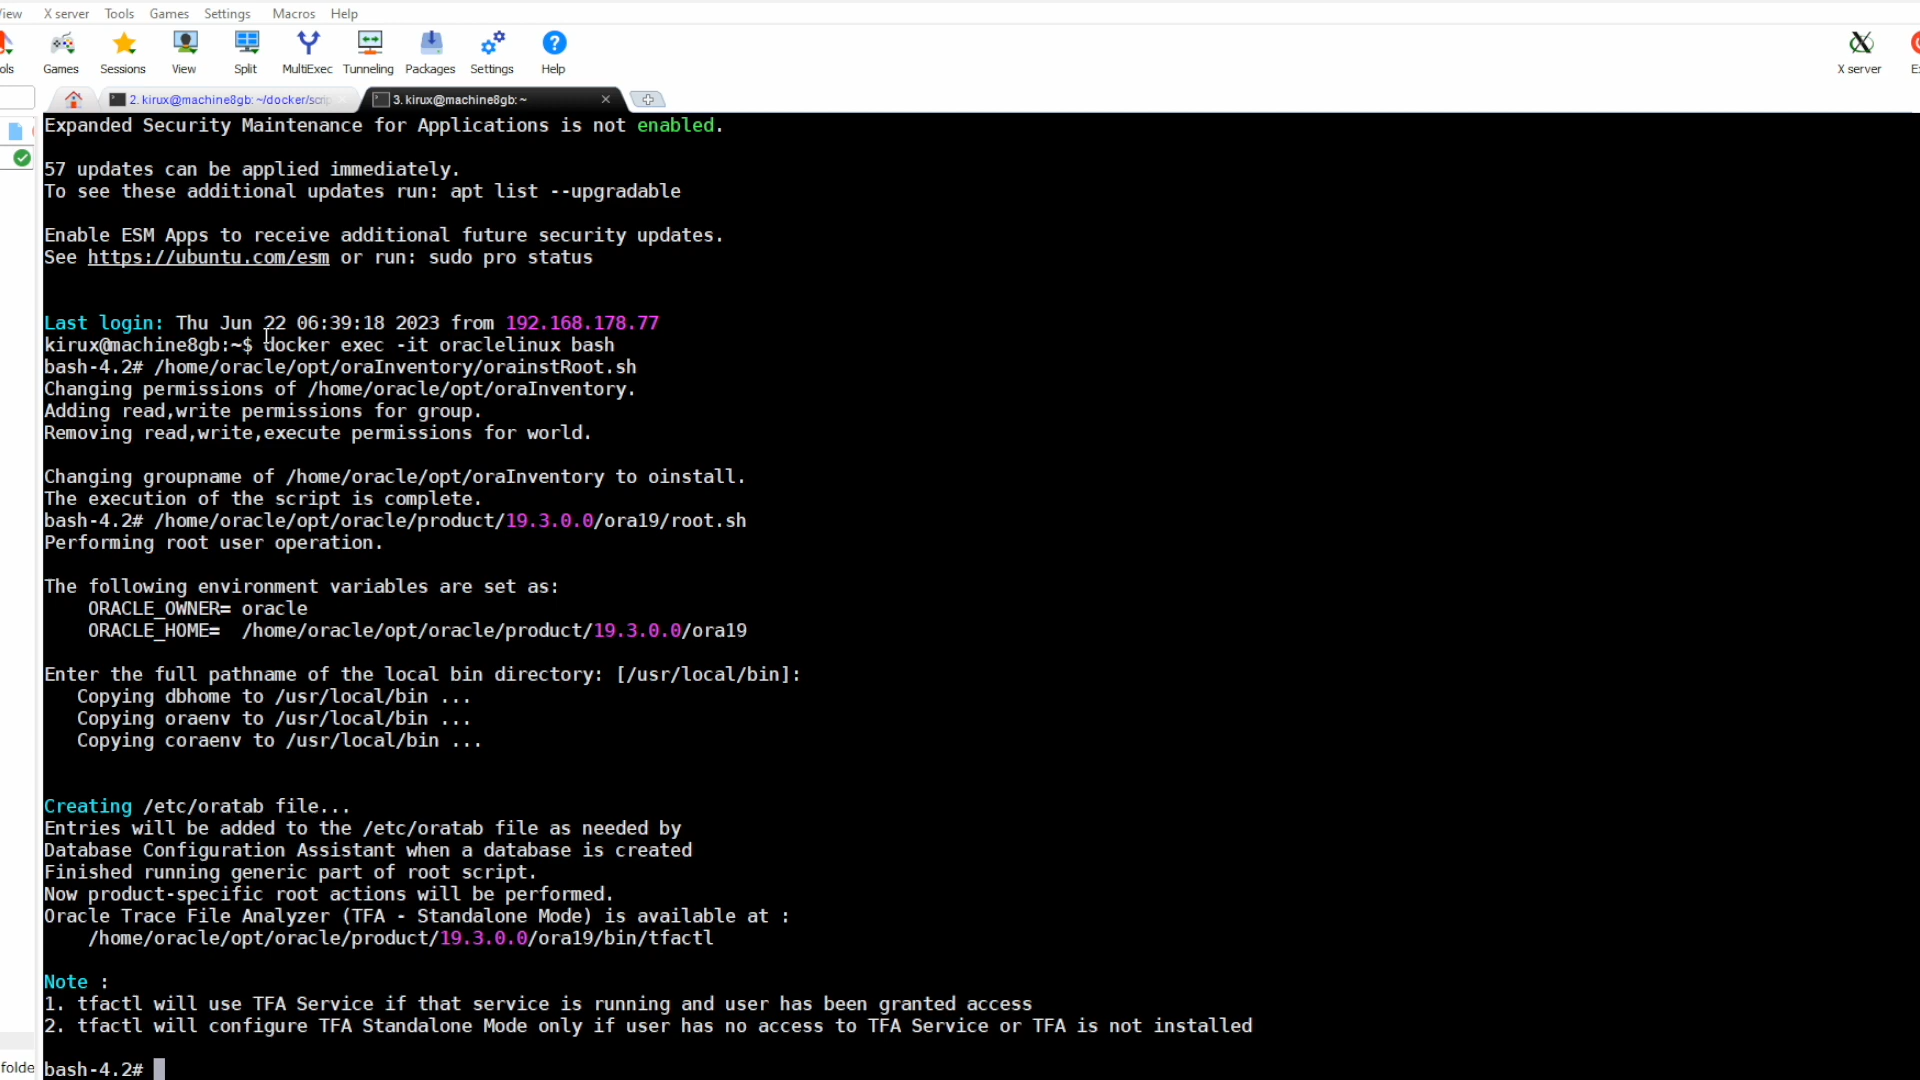 View X server Tools Games Settings Macros Help
ols Games Sessions View Split MultiExec Tunneling Packages Settings Help X server
2. kirux@machine8gb: ~/docker/scrip 3. kirux@machine8gb: ~
Expanded Security Maintenance for Applications is not enabled.
57 updates can be applied immediately.
To see these additional updates run: apt list --upgradable
Enable ESM Apps to receive additional future security updates.
See https://ubuntu.com/esm or run: sudo pro status
Last login: Thu Jun 22 06:39:18 2023 from 192.168.178.77
kirux@machine8gb:~$ docker exec -it oraclelinux bash
bash-4.2# /home/oracle/opt/oraInventory/orainstRoot.sh
Changing permissions of /home/oracle/opt/oraInventory.
Adding read,write permissions for group.
Removing read,write,execute permissions for world.
Changing groupname of /home/oracle/opt/oraInventory to oinstall.
The execution of the script is complete.
bash-4.2# /home/oracle/opt/oracle/product/19.3.0.0/ora19/root.sh
Performing root user operation.
The following environment variables are set as:
ORACLE_OWNER= oracle
ORACLE_HOME=  /home/oracle/opt/oracle/product/19.3.0.0/ora19
Enter the full pathname of the local bin directory: [/usr/local/bin]:
Copying dbhome to /usr/local/bin ...
Copying oraenv to /usr/local/bin ...
Copying coraenv to /usr/local/bin ...
Creating /etc/oratab file...
Entries will be added to the /etc/oratab file as needed by
Database Configuration Assistant when a database is created
Finished running generic part of root script.
Now product-specific root actions will be performed.
Oracle Trace File Analyzer (TFA - Standalone Mode) is available at :
/home/oracle/opt/oracle/product/19.3.0.0/ora19/bin/tfactl
Note :
1. tfactl will use TFA Service if that service is running and user has been granted access
2. tfactl will configure TFA Standalone Mode only if user has no access to TFA Service or TFA is not installed
folde bash-4.2#